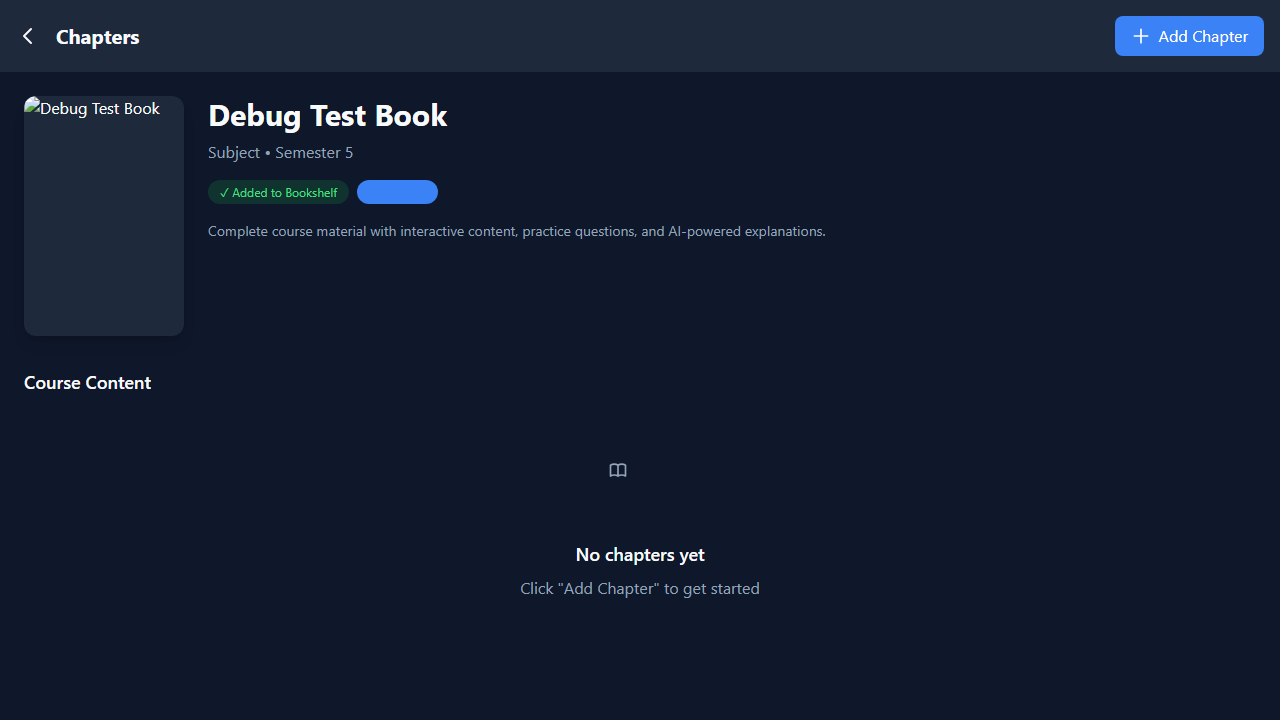 Chapters
Add Chapter
Debug Test Book
Debug Test Book
Subject • Semester 5
✓ Added to Bookshelf
Complete course material with interactive content, practice questions, and AI-powered explanations.
Course Content
No chapters yet
Click "Add Chapter" to get started